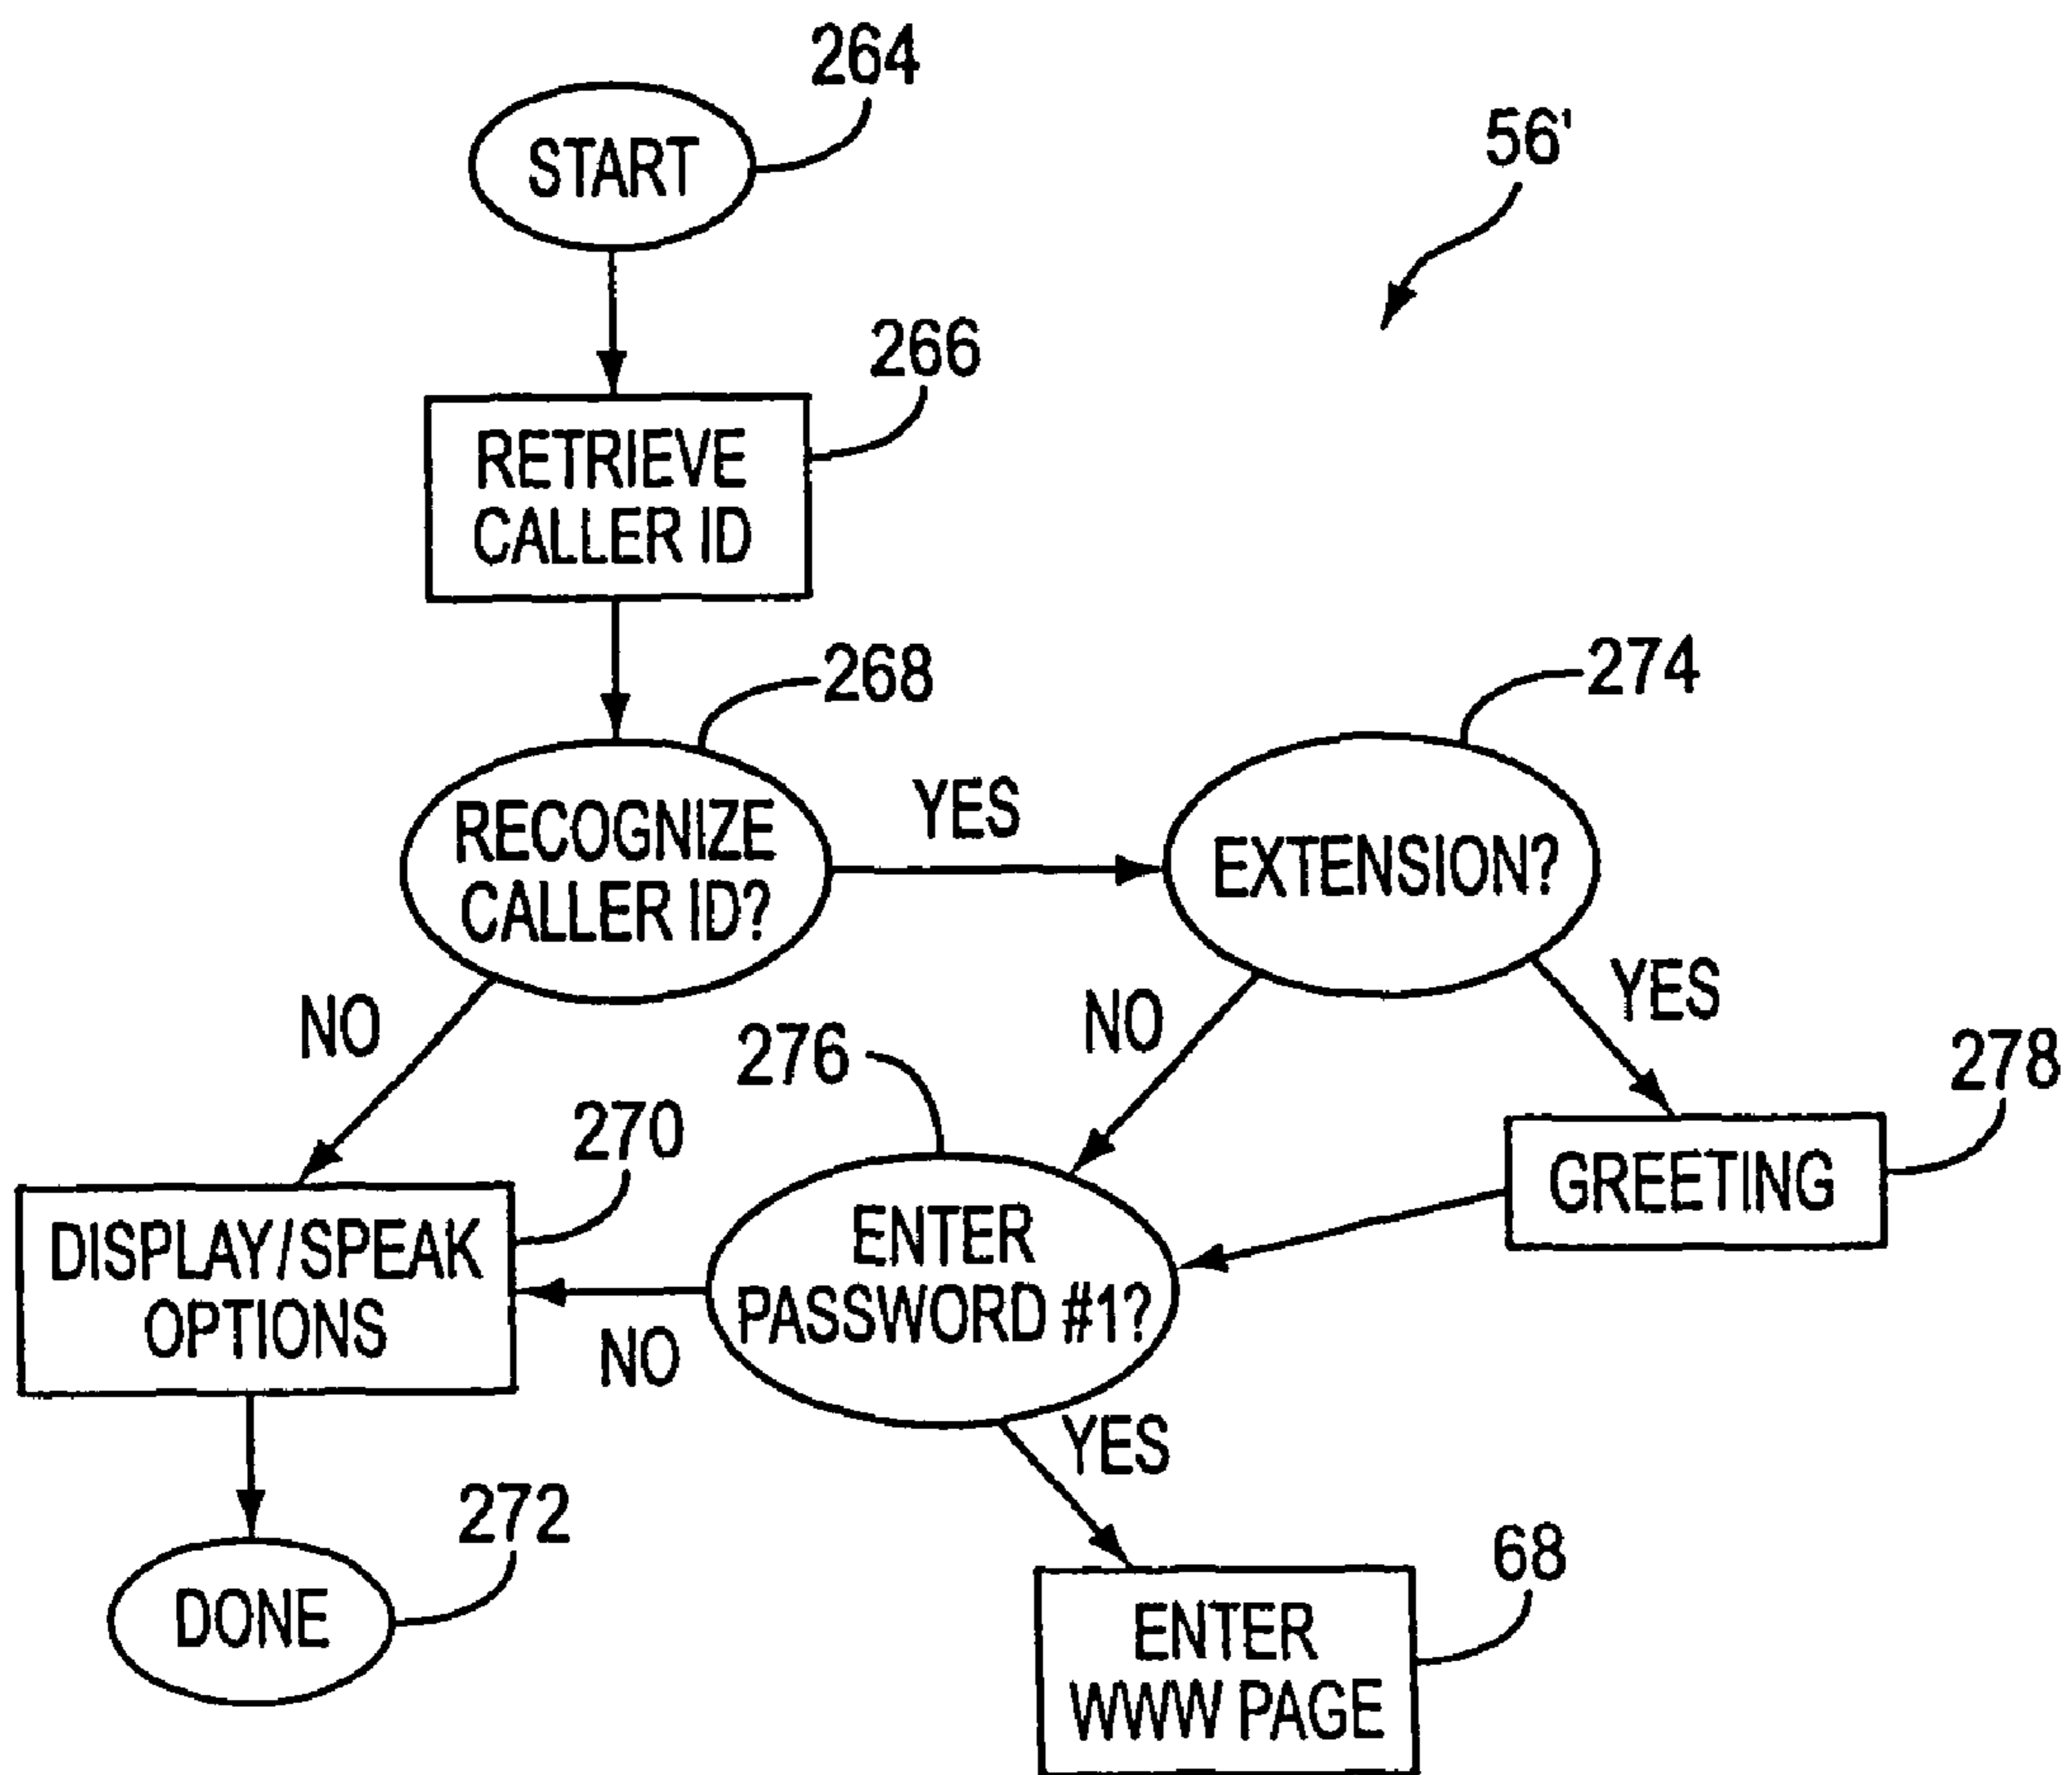 264
START
56'
266
RETRIEVE
CALLER ID
268
274
RECOGNIZE
CALLER ID?
YES
EXTENSION?
NO
276
NO
YES
278
270
GREETING
DISPLAY/SPEAK
OPTIONS
NO
ENTER
PASSWORD #1?
YES
272
DONE
68
ENTER
WWW PAGE